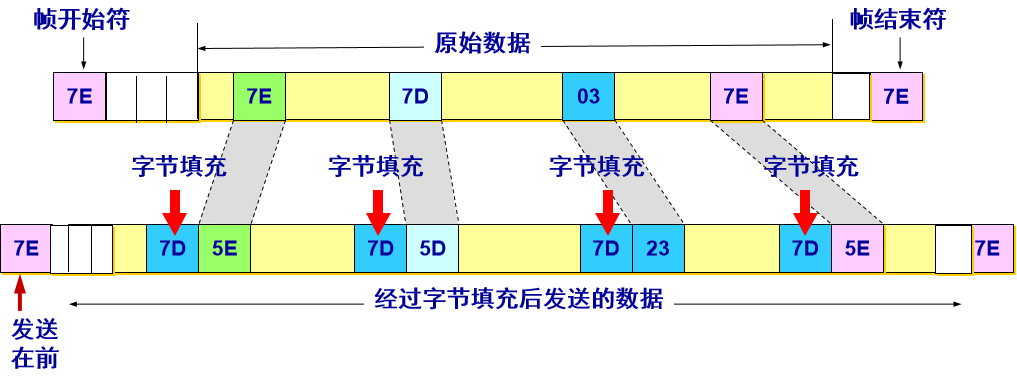 帧开始符
原始数据
帧结束符
7E 7E 7D 03 7E 7E
字节填充 字节填充 字节填充 字节填充
7E 7D 5E 7D 5D 7D 23 7D 5E 7E
经过字节填充后发送的数据
发送
在前